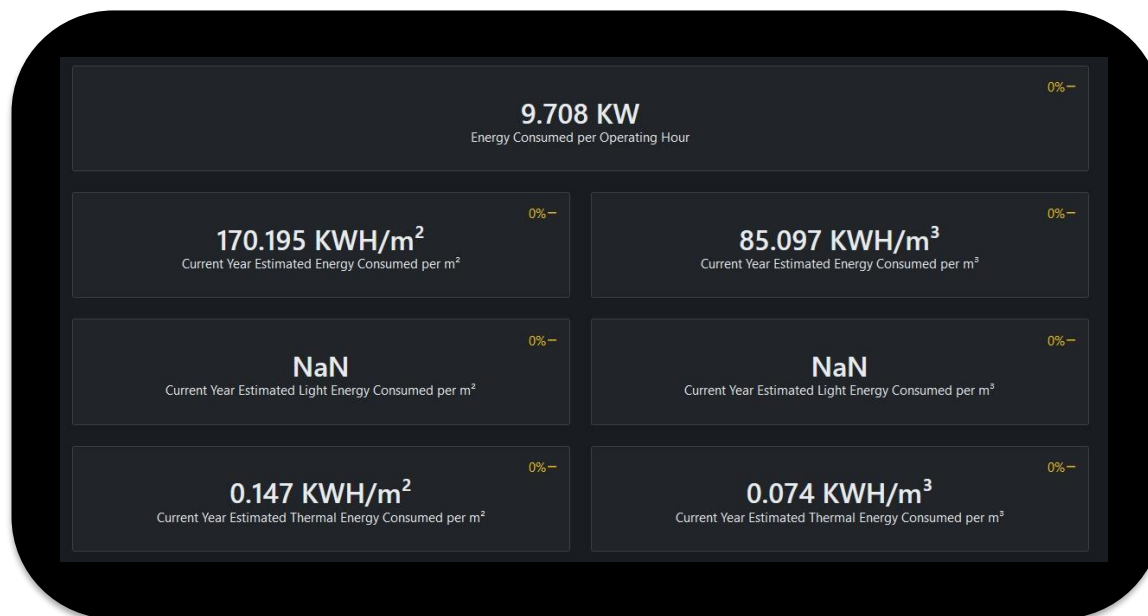 0%−
9.708 KW
Energy Consumed per Operating Hour
0%−
170.195 KWH/m²
Current Year Estimated Energy Consumed per m²
0%−
85.097 KWH/m³
Current Year Estimated Energy Consumed per m³
0%−
NaN
Current Year Estimated Light Energy Consumed per m²
0%−
NaN
Current Year Estimated Light Energy Consumed per m³
0%−
0.147 KWH/m²
Current Year Estimated Thermal Energy Consumed per m²
0%−
0.074 KWH/m³
Current Year Estimated Thermal Energy Consumed per m³